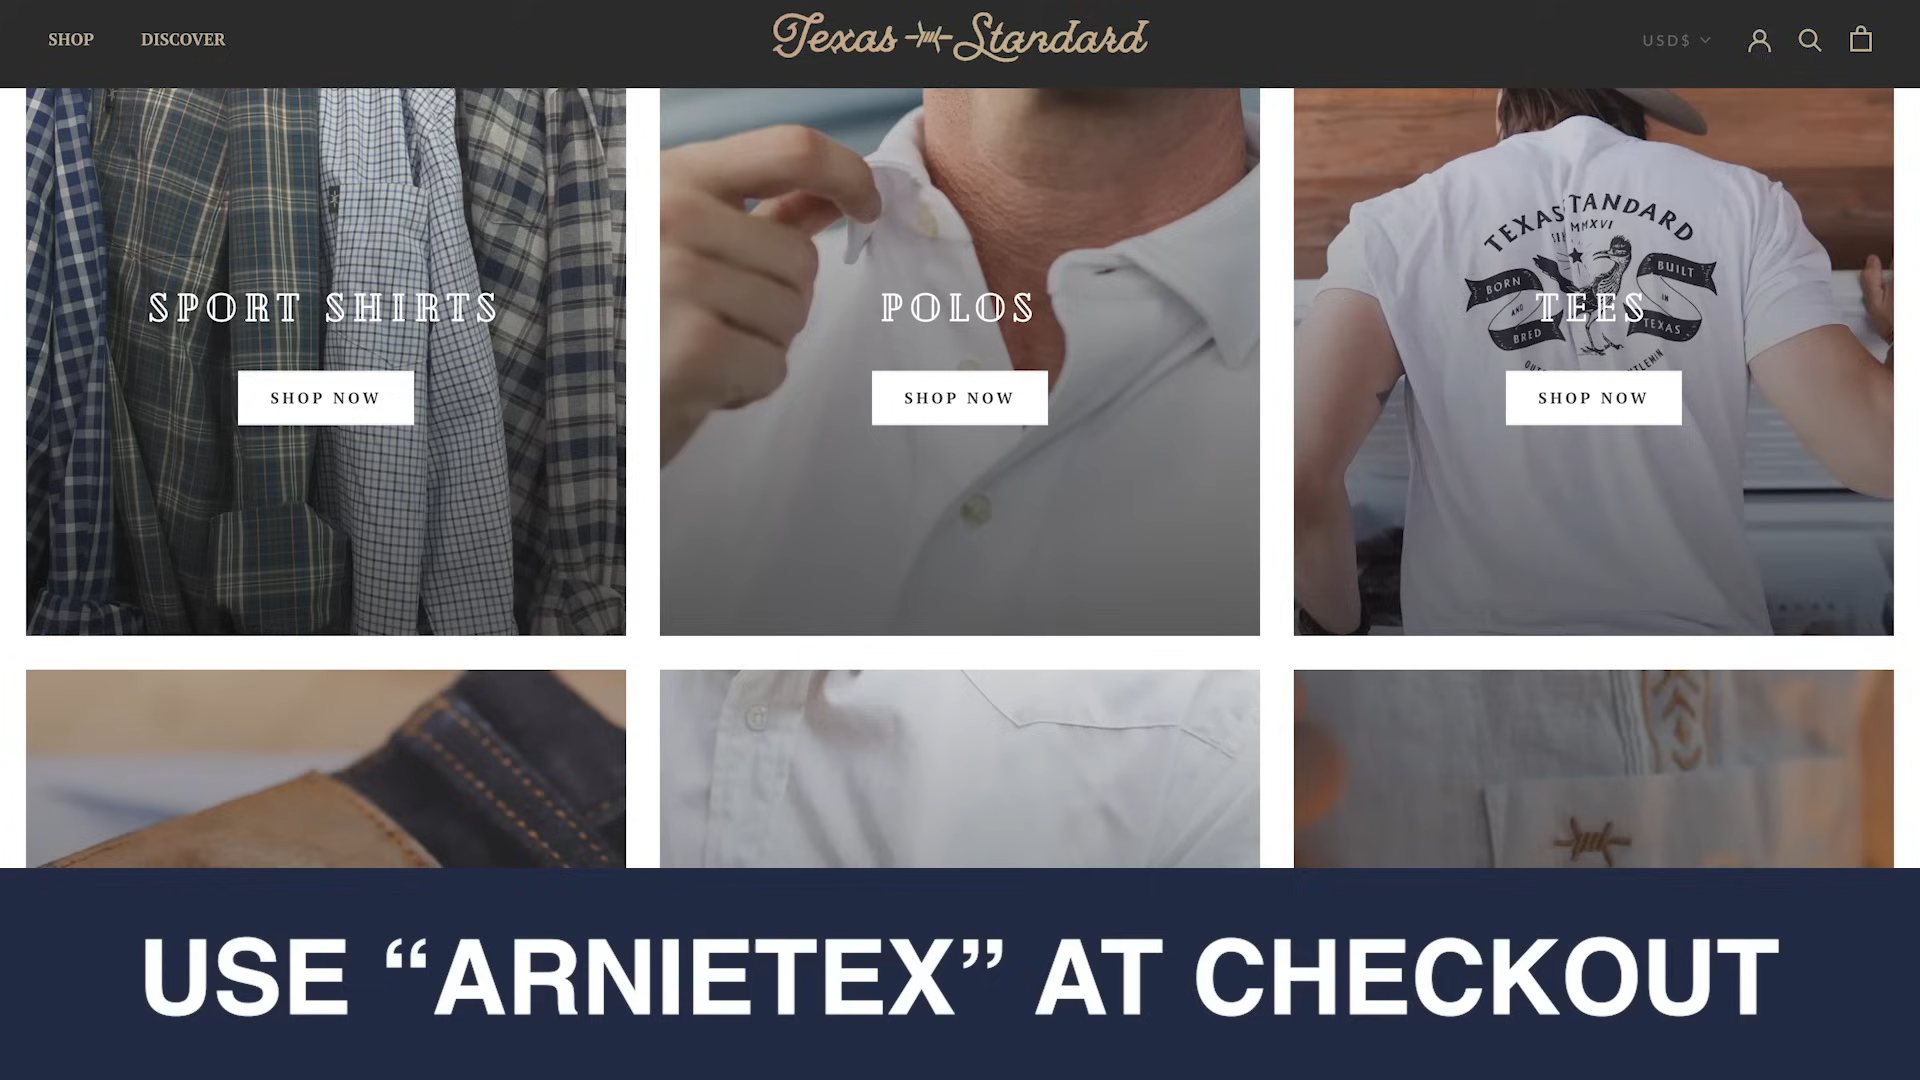 SHOP
DISCOVER
Texas Standard
USD$
SPORT SHIRTS
SHOP NOW
POLOS
SHOP NOW
TEXAS STANDARD
MMXVI
BORN
AND
BRED
BUILT
IN
TEXAS
TEES
SHOP NOW
USE “ARNIETEX” AT CHECKOUT